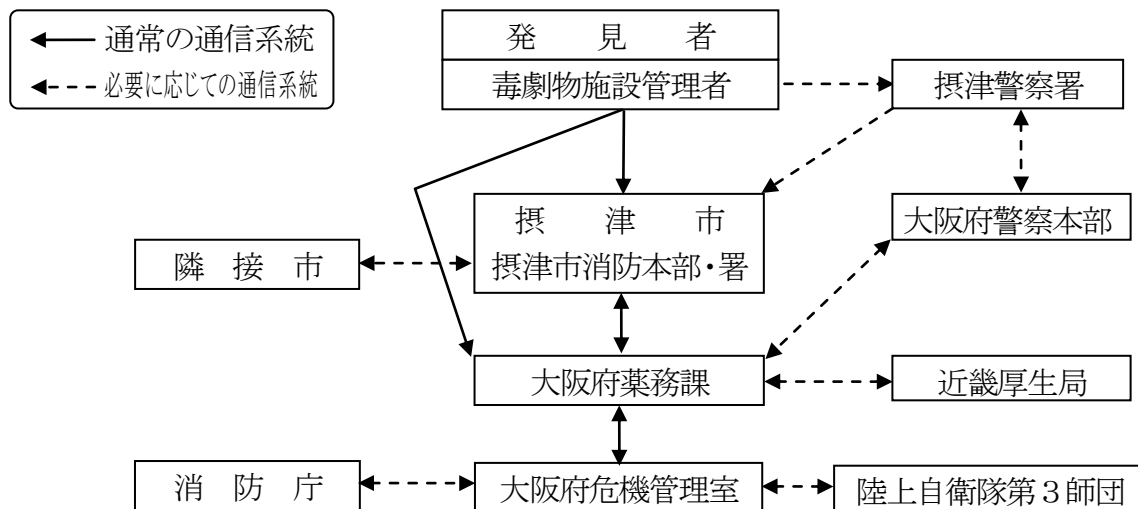 通常の通信系統
必要に応じての通信系統
発見者
毒劇物施設管理者
摂津警察署
摂津市
摂津市消防本部・署
大阪府警察本部
隣接市
大阪府薬務課
近畿厚生局
消防庁
大阪府危機管理室
陸上自衛隊第３師団